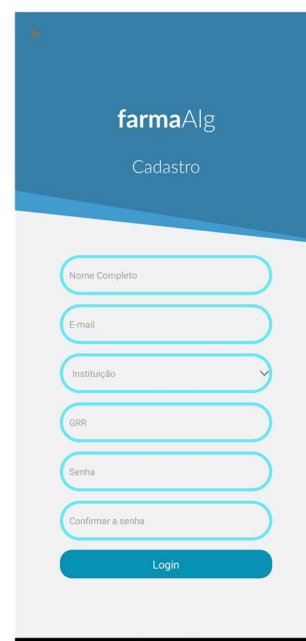 farmaAlg
Cadastro
Nome Completo
E-mail
Instituição
GRR
Senha
Confirmar a senha
Login